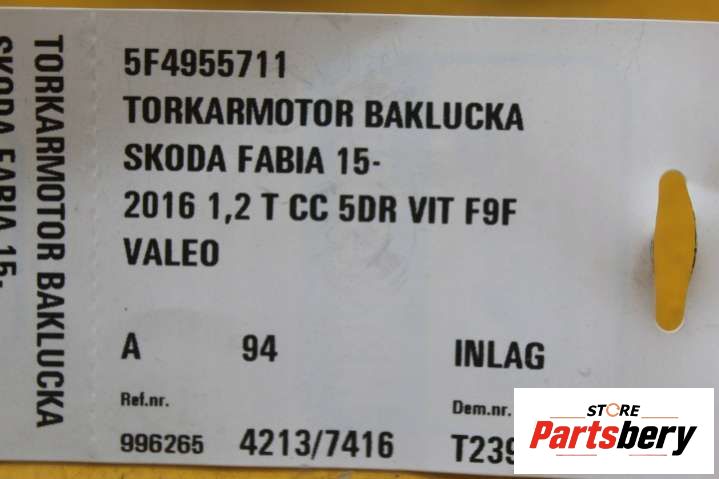 5F4955711
TORKARMOTOR BAKLUCKA
SKODA FABIA 15-
2016 1,2 T CC 5DR VIT F9F
VALEO
A 94 INLAG
Ref.nr. Dem.nr.
996265 4213/7416 T239
TORKARMOTOR BAKLUCKA
SKODA FABIA 15-
STORE
Partsbery